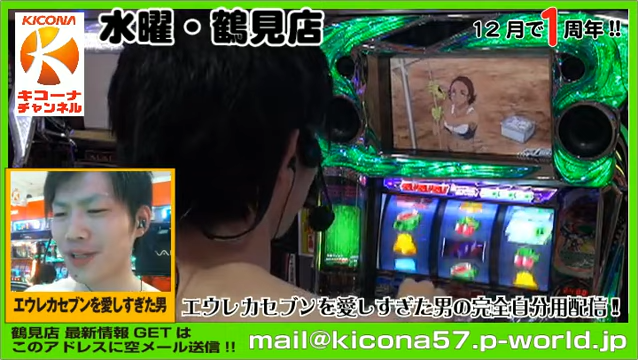 KICONA
キコーナ
チャンネル
水曜・鶴見店
12月で1周年!!
エウレカセブンを愛しすぎた男
エウレカセブンを愛しすぎた男の完全自分用配信!
鶴見店 最新情報 GETは
このアドレスに空メール送信!!
mail@kicona57.p-world.jp